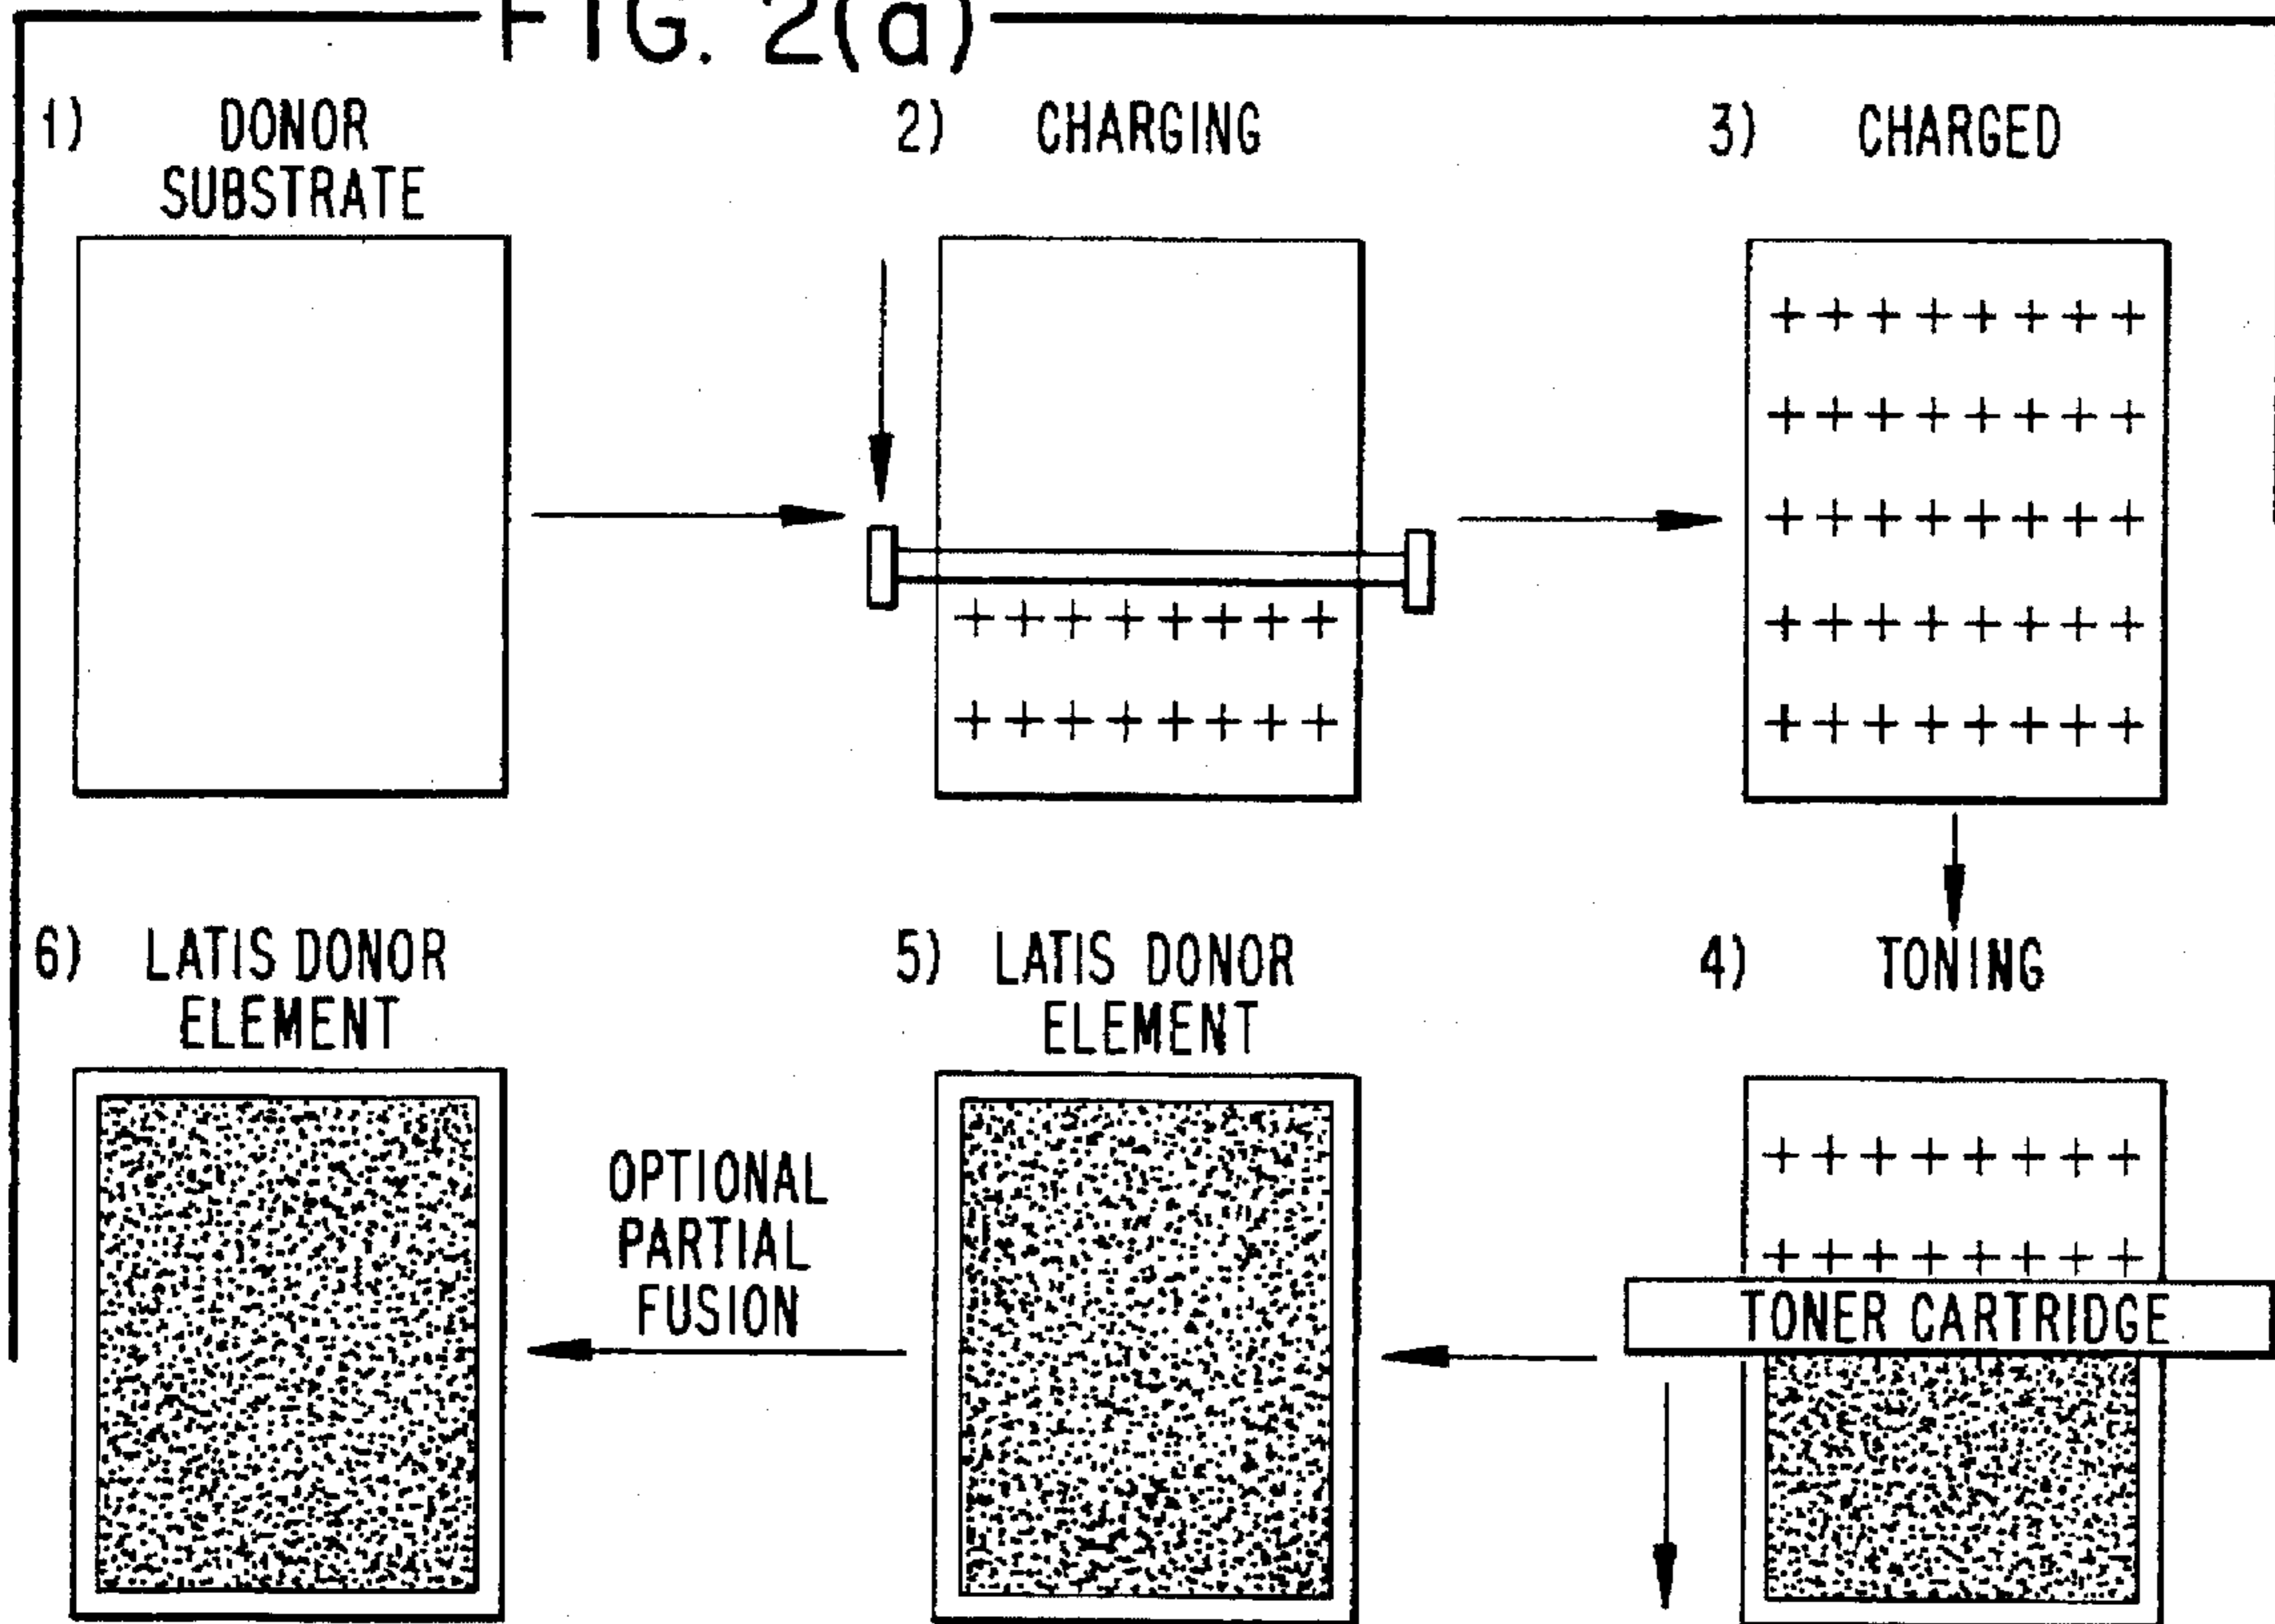 FIG. 2(a)
1) DONOR
SUBSTRATE
2) CHARGING
3) CHARGED
6) LATIS DONOR
ELEMENT
5) LATIS DONOR
ELEMENT
4) TONING
OPTIONAL
PARTIAL
FUSION
TONER CARTRIDGE